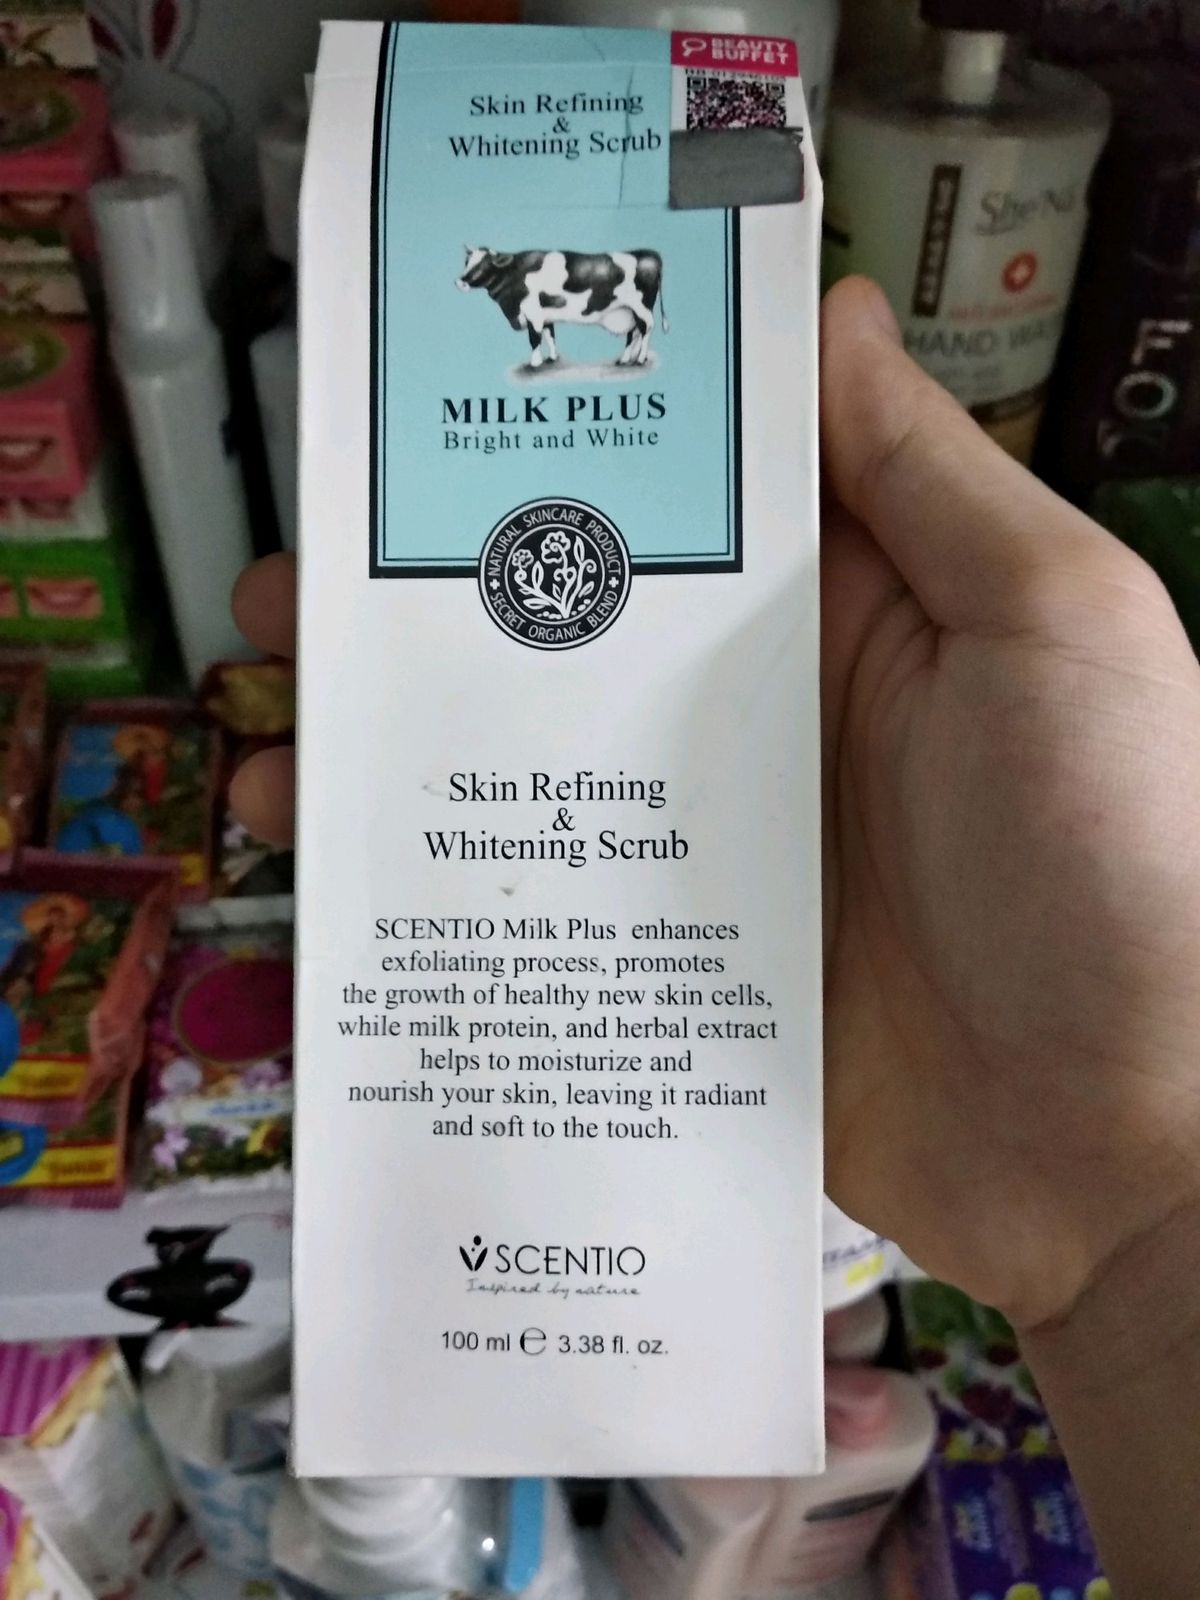 BEAUTY
BUFFET
Skin Refining
&
Whitening Scrub
MILK PLUS
Bright and White
NATURAL SKINCARE PRODUCT
SECRET ORGANIC BLEND
Skin Refining
&
Whitening Scrub
SCENTIO Milk Plus enhances
exfoliating process, promotes
the growth of healthy new skin cells,
while milk protein, and herbal extract
helps to moisturize and
nourish your skin, leaving it radiant
and soft to the touch.
SCENTIO
Inspired by nature
100 ml ℮ 3.38 fl. oz.
HAND